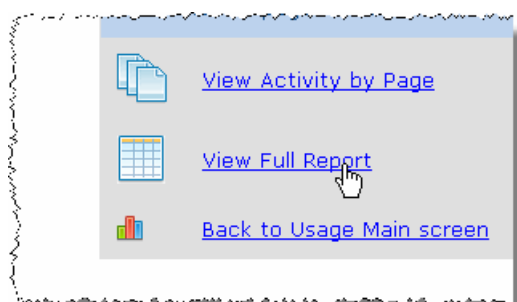 View Activity by Page
View Full Report
Back to Usage Main screen